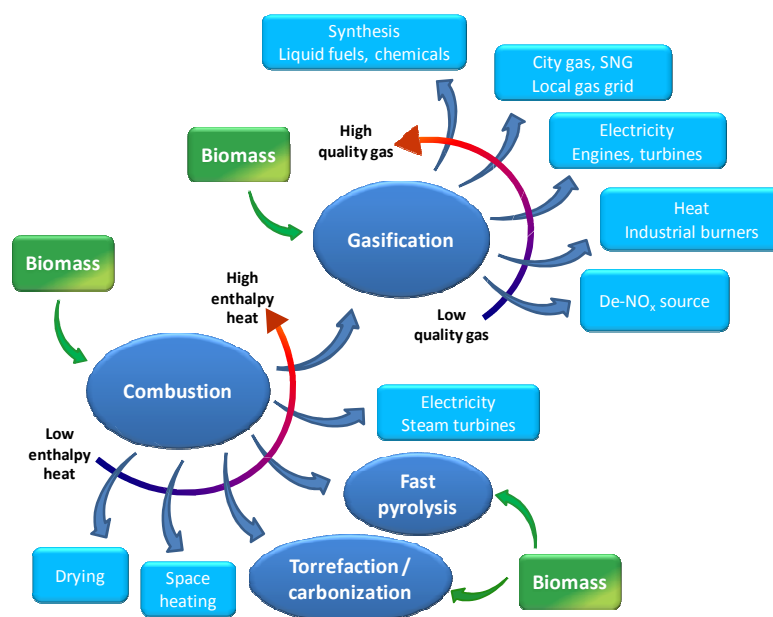 Synthesis
Liquid fuels, chemicals
City gas, SNG
Local gas grid
High
quality gas
Electricity
Engines, turbines
Biomass
Gasification
Heat
Industrial burners
Biomass
High
enthalpy
heat
Low
quality gas
De-NOx source
Combustion
Electricity
Steam turbines
Low
enthalpy
heat
Fast
pyrolysis
Drying
Space
heating
Torrefaction /
carbonization
Biomass